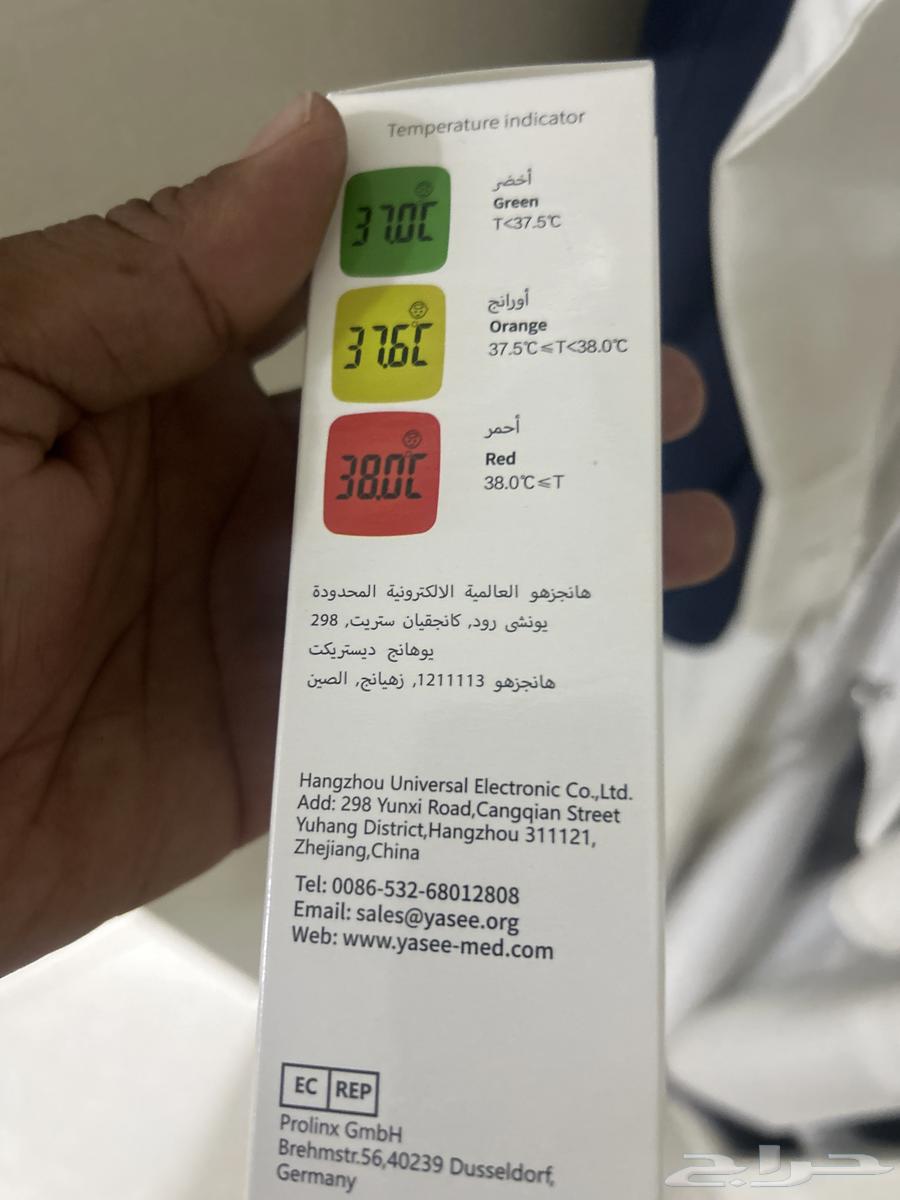 Temperature indicator
37.0℃
أخضر
Green
T<37.5℃
37.6℃
أورانج
Orange
37.5℃≤T<38.0℃
38.0℃
أحمر
Red
38.0℃≤T
هانجزهو العالمية الالكترونية المحدودة
يونشى رود, كانجقيان ستريت, 298
يوهانج ديستريكت
هانجزهو 1211113, زهيانج, الصين
Hangzhou Universal Electronic Co.,Ltd.
Add: 298 Yunxi Road,Cangqian Street
Yuhang District,Hangzhou 311121,
Zhejiang,China
Tel: 0086-532-68012808
Email: sales@yasee.org
Web: www.yasee-med.com
EC REP
Prolinx GmbH
Brehmstr.56,40239 Dusseldorf,
Germany
حراج